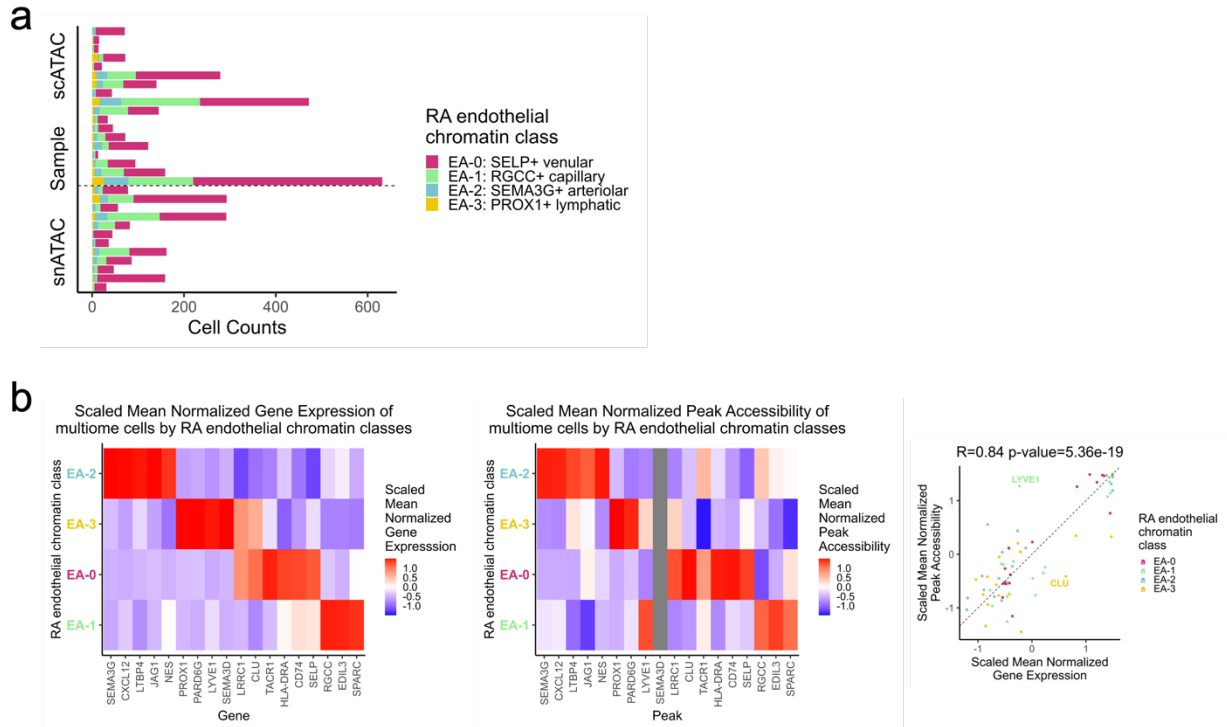 a
scATAC
Sample
snATAC
0
200
400
600
Cell Counts
RA endothelial
chromatin class
EA-0: SELP+ venular
EA-1: RGCC+ capillary
EA-2: SEMA3G+ arteriolar
EA-3: PROX1+ lymphatic
b
Scaled Mean Normalized Gene Expression of
multiome cells by RA endothelial chromatin classes
RA endothelial chromatin class
EA-2
EA-3
EA-0
EA-1
SEMA3G
CXCL12
LTBP4
JAG1
NES
PROX1
PARD6G
LYVE1
SEMA3D
LRRC1
CLU
TACR1
HLA-DRA
CD74
SELP
RGCC
EDIL3
SPARC
Gene
Scaled
Mean
Normalized
Gene
Expresssion
1.0
0.5
0.0
-0.5
-1.0
Scaled Mean Normalized Peak Accessibility of
multiome cells by RA endothelial chromatin classes
RA endothelial chromatin class
EA-2
EA-3
EA-0
EA-1
SEMA3G
CXCL12
LTBP4
JAG1
NES
PROX1
PARD6G
LYVE1
SEMA3D
LRRC1
CLU
TACR1
HLA-DRA
CD74
SELP
RGCC
EDIL3
SPARC
Peak
Scaled
Mean
Normalized
Peak
Accessibility
1.0
0.5
0.0
-0.5
-1.0
R=0.84 p-value=5.36e-19
Scaled Mean Normalized
Peak Accessibility
1
0
-1
LYVE1
CLU
-1
0
1
Scaled Mean Normalized
Gene Expression
RA endothelial
chromatin
class
EA-0
EA-1
EA-2
EA-3